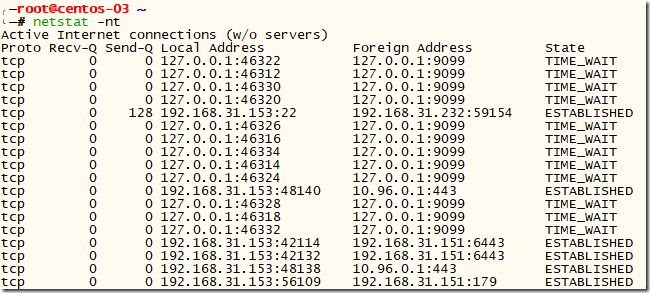 ╭─root@centos-03 ~
╰─# netstat -nt
Active Internet connections (w/o servers)
Proto Recv-Q Send-Q Local Address           Foreign Address         State
tcp        0      0 127.0.0.1:46322         127.0.0.1:9099          TIME_WAIT
tcp        0      0 127.0.0.1:46312         127.0.0.1:9099          TIME_WAIT
tcp        0      0 127.0.0.1:46330         127.0.0.1:9099          TIME_WAIT
tcp        0      0 127.0.0.1:46320         127.0.0.1:9099          TIME_WAIT
tcp        0    128 192.168.31.153:22       192.168.31.232:59154    ESTABLISHED
tcp        0      0 127.0.0.1:46326         127.0.0.1:9099          TIME_WAIT
tcp        0      0 127.0.0.1:46316         127.0.0.1:9099          TIME_WAIT
tcp        0      0 127.0.0.1:46334         127.0.0.1:9099          TIME_WAIT
tcp        0      0 127.0.0.1:46314         127.0.0.1:9099          TIME_WAIT
tcp        0      0 127.0.0.1:46324         127.0.0.1:9099          TIME_WAIT
tcp        0      0 192.168.31.153:48140    10.96.0.1:443           ESTABLISHED
tcp        0      0 127.0.0.1:46328         127.0.0.1:9099          TIME_WAIT
tcp        0      0 127.0.0.1:46318         127.0.0.1:9099          TIME_WAIT
tcp        0      0 127.0.0.1:46332         127.0.0.1:9099          TIME_WAIT
tcp        0      0 192.168.31.153:42114    192.168.31.151:6443     ESTABLISHED
tcp        0      0 192.168.31.153:42132    192.168.31.151:6443     ESTABLISHED
tcp        0      0 192.168.31.153:48138    10.96.0.1:443           ESTABLISHED
tcp        0      0 192.168.31.153:56109    192.168.31.151:179      ESTABLISHED